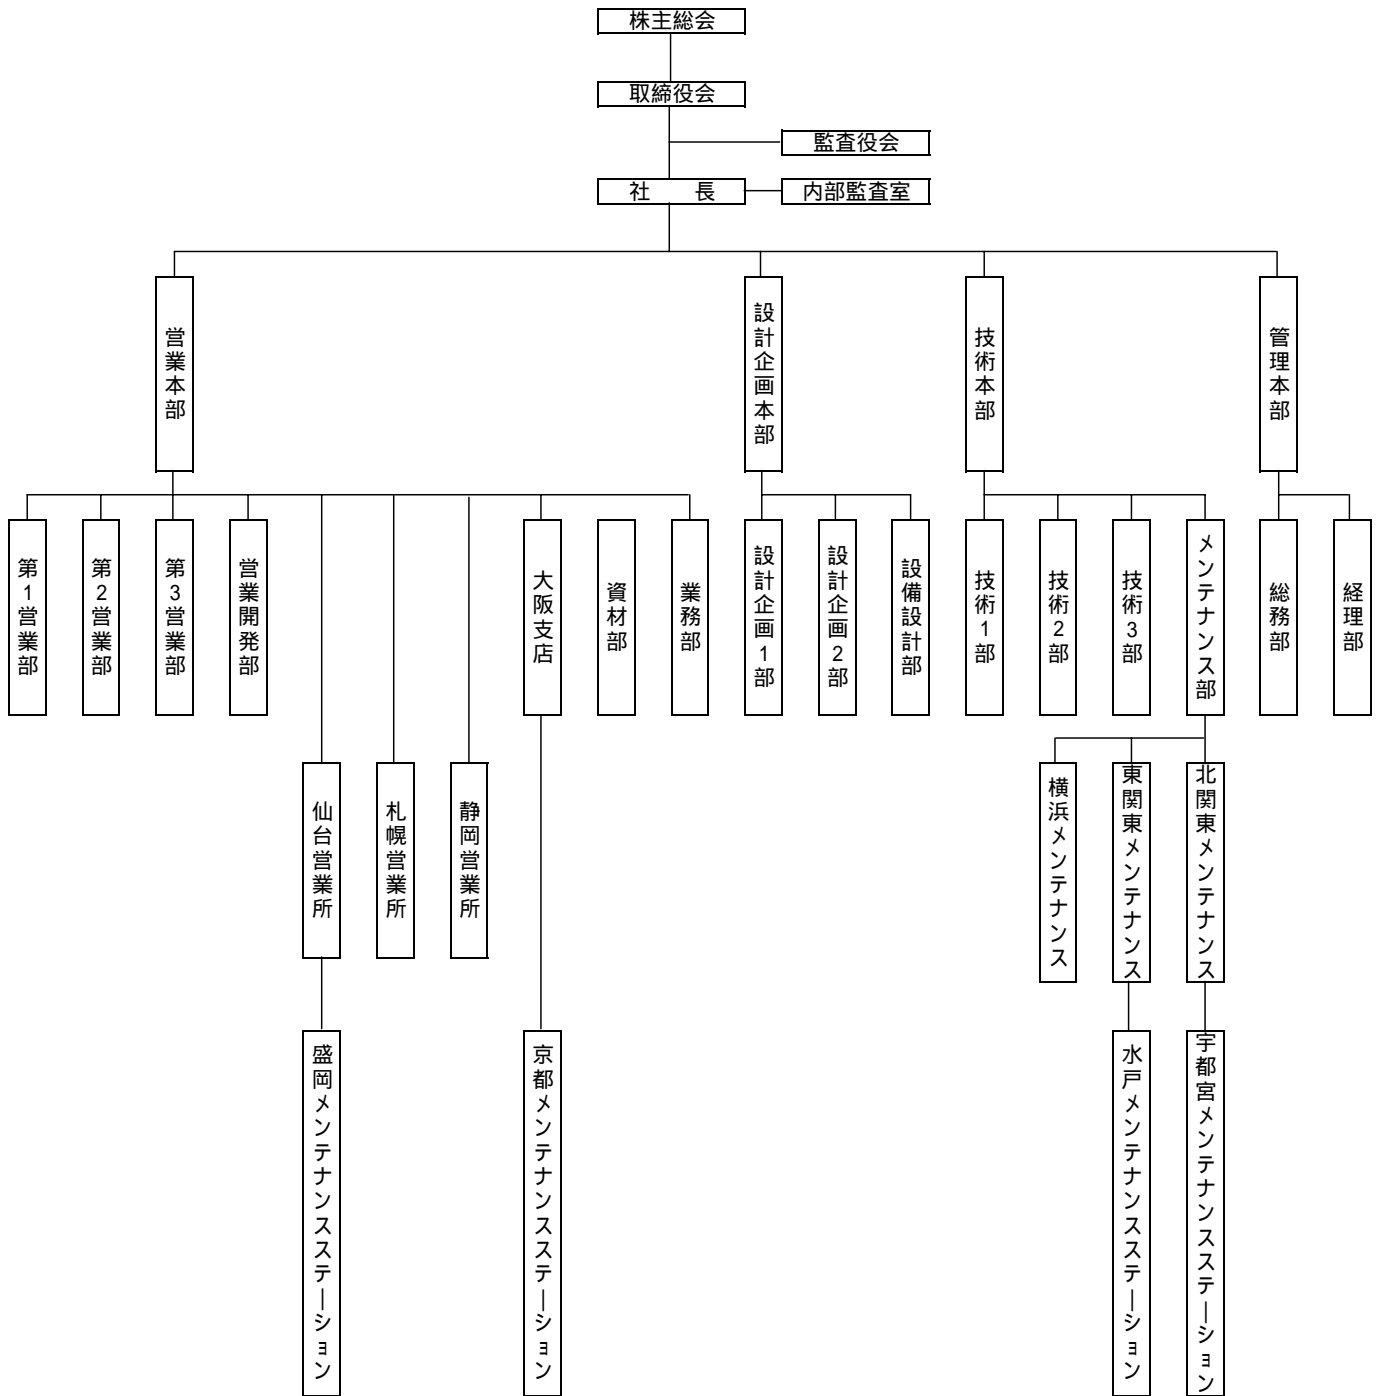 株主総会
取締役会
監査役会
社　長
内部監査室
営業本部
設計企画本部
技術本部
管理本部
第1営業部
第2営業部
第3営業部
営業開発部
大阪支店
資材部
業務部
設計企画1部
設計企画2部
設備設計部
技術1部
技術2部
技術3部
メンテナンス部
総務部
経理部
仙台営業所
札幌営業所
静岡営業所
横浜メンテナンス
東関東メンテナンス
北関東メンテナンス
盛岡メンテナンスステーション
京都メンテナンスステーション
水戸メンテナンスステーション
宇都宮メンテナンスステーション